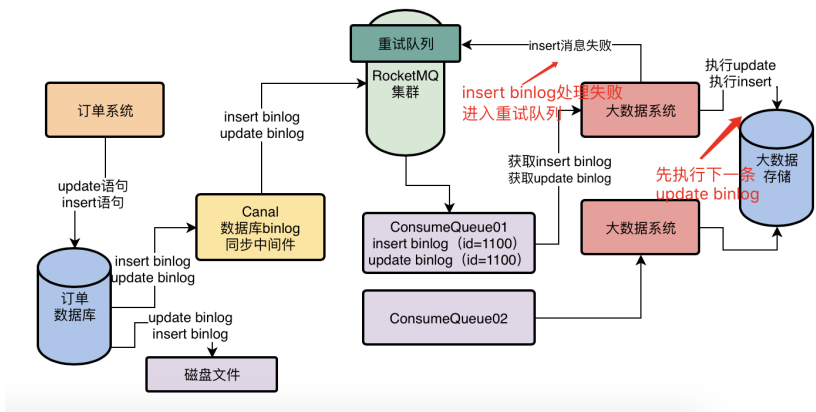 重试队列
RocketMQ
集群
insert消息失败
insert binlog处理失败
进入重试队列
执行update
执行insert
订单系统
insert binlog
update binlog
大数据系统
大数据
存储
先执行下一条
update binlog
获取insert binlog
获取update binlog
update语句
insert语句
Canal
数据库binlog
同步中间件
ConsumeQueue01
insert binlog（id=1100）
update binlog（id=1100）
大数据系统
insert binlog
update binlog
订单
数据库
update binlog
insert binlog
ConsumeQueue02
磁盘文件